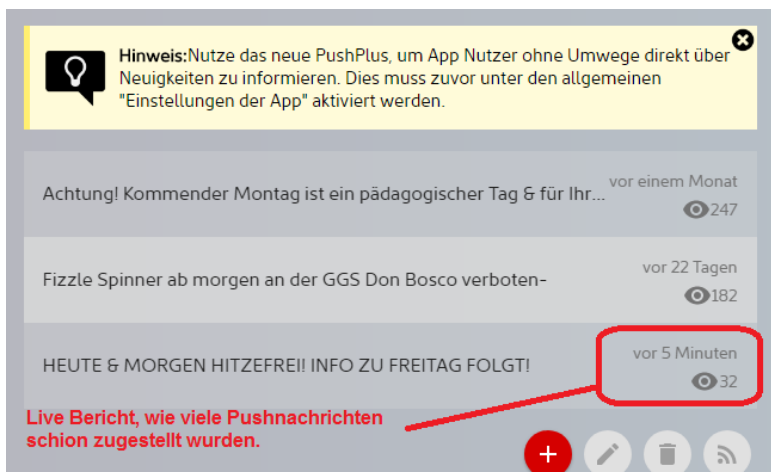 Hinweis:Nutze das neue PushPlus, um App Nutzer ohne Umwege direkt über
Neuigkeiten zu informieren. Dies muss zuvor unter den allgemeinen
"Einstellungen der App" aktiviert werden.
Achtung! Kommender Montag ist ein pädagogischer Tag & für Ihr...
vor einem Monat
247
Fizzle Spinner ab morgen an der GGS Don Bosco verboten-
vor 22 Tagen
182
HEUTE & MORGEN HITZEFREI! INFO ZU FREITAG FOLGT!
vor 5 Minuten
32
Live Bericht, wie viele Pushnachrichten
schion zugestellt wurden.